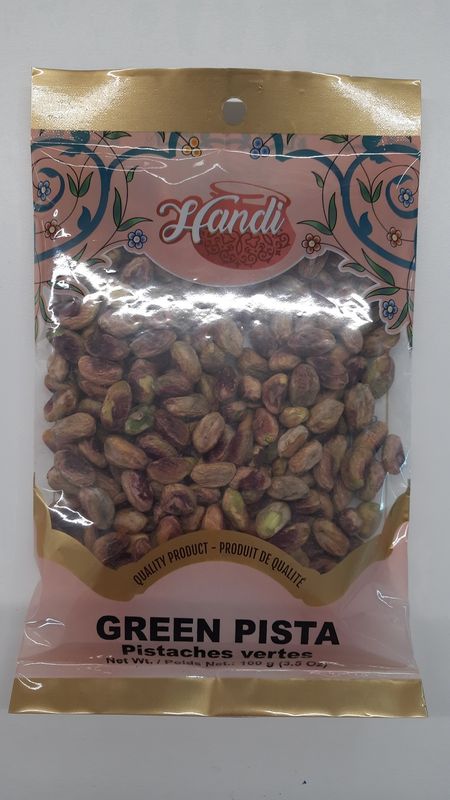 Handi
QUALITY PRODUCT - PRODUIT DE QUALITÉ
GREEN PISTA
Pistaches vertes
Net Wt. / Poids Net.: 100 g (3.5 Oz)